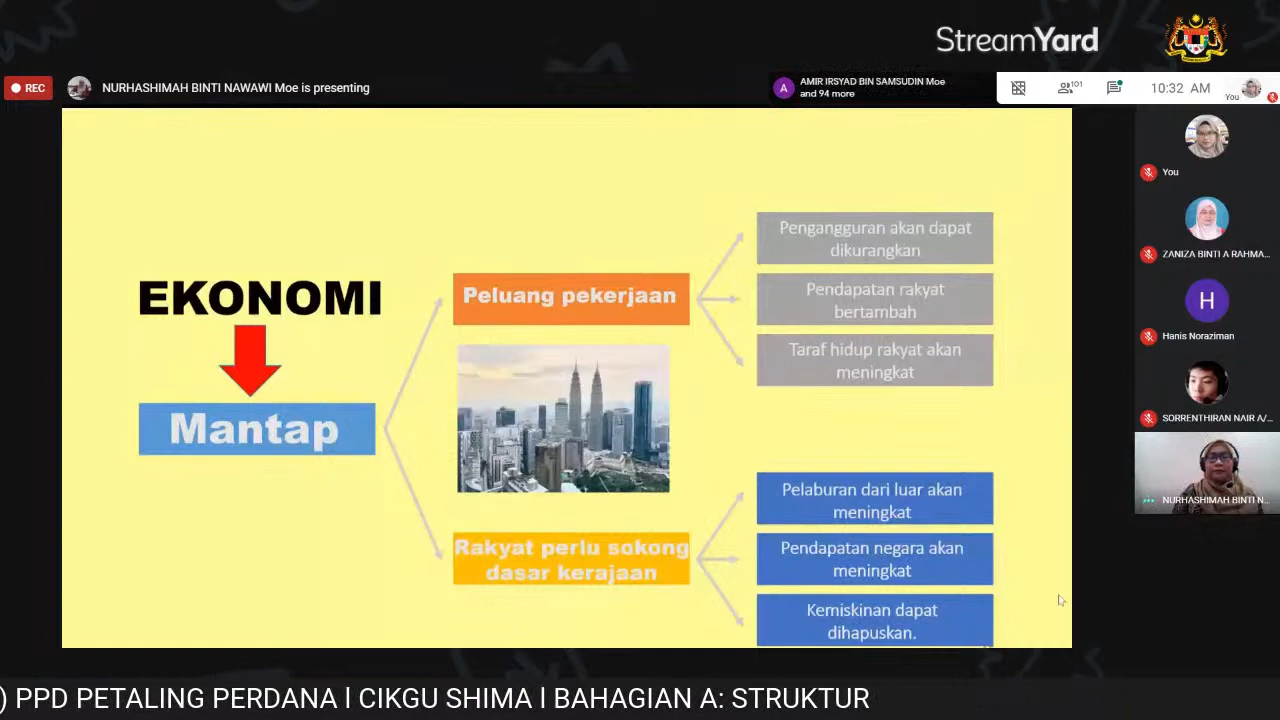 StreamYard
REC
NURHASHIMAH BINTI NAWAWI Moe is presenting
AMIR IRSYAD BIN SAMSUDIN Moe
and 94 more
101
10:32 AM
You
A
You
ZANIZA BINTI A RAHMA...
H
Hanis Noraziman
SORRENTHIRAN NAIR A/...
NURHASHIMAH BINTI N...
EKONOMI
Mantap
Peluang pekerjaan
Pengangguran akan dapat
dikurangkan
Pendapatan rakyat
bertambah
Taraf hidup rakyat akan
meningkat
Rakyat perlu sokong
dasar kerajaan
Pelaburan dari luar akan
meningkat
Pendapatan negara akan
meningkat
Kemiskinan dapat
dihapuskan.
) PPD PETALING PERDANA l CIKGU SHIMA l BAHAGIAN A: STRUKTUR